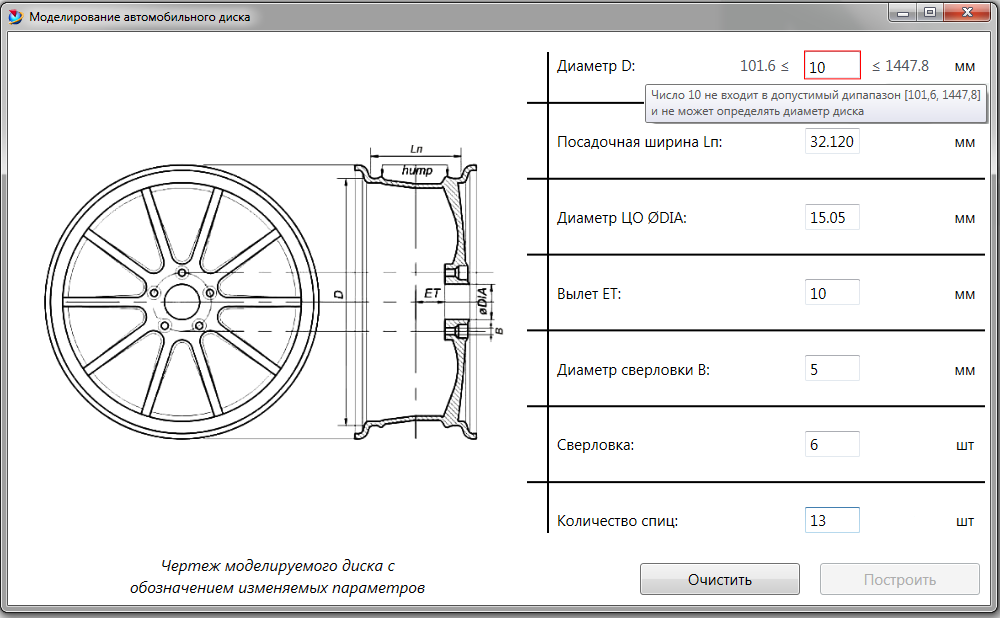 Моделирование автомобильного диска
Диаметр D: 101.6 ≤ 10 ≤ 1447.8 мм
Число 10 не входит в допустимый дипапазон [101,6, 1447,8]
и не может определять диаметр диска
Посадочная ширина Lп: 32.120 мм
Диаметр ЦО ØDIA: 15.05 мм
Вылет ET: 10 мм
Диаметр сверловки B: 5 мм
Сверловка: 6 шт
Количество спиц: 13 шт
Lп
hump
D
ET
øDIA
B
Чертеж моделируемого диска с
обозначением изменяемых параметров
Очистить
Построить